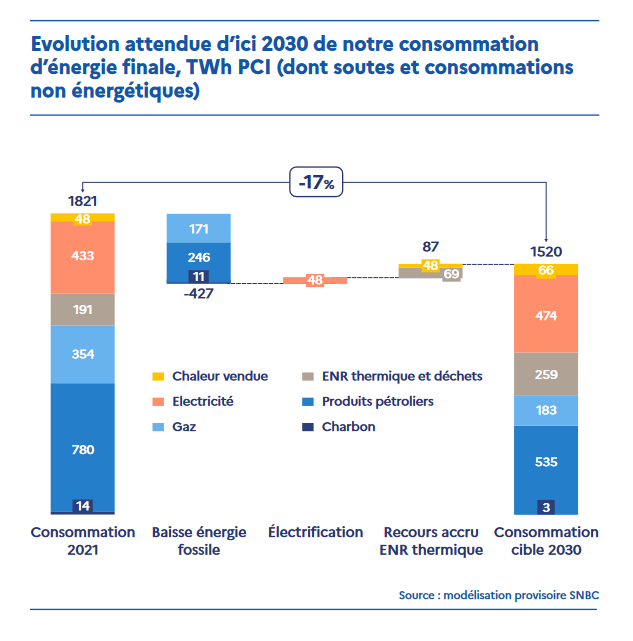 Evolution attendue d'ici 2030 de notre consommation
d'énergie finale, TWh PCI (dont soutes et consommations
non énergétiques)
-17%
1821
48
433
191
354
780
14
171
246
11
-427
48
87
48
69
1520
66
474
259
183
535
3
Chaleur vendue
Electricité
Gaz
ENR thermique et déchets
Produits pétroliers
Charbon
Consommation
2021
Baisse énergie
fossile
Électrification
Recours accru
ENR thermique
Consommation
cible 2030
Source : modélisation provisoire SNBC